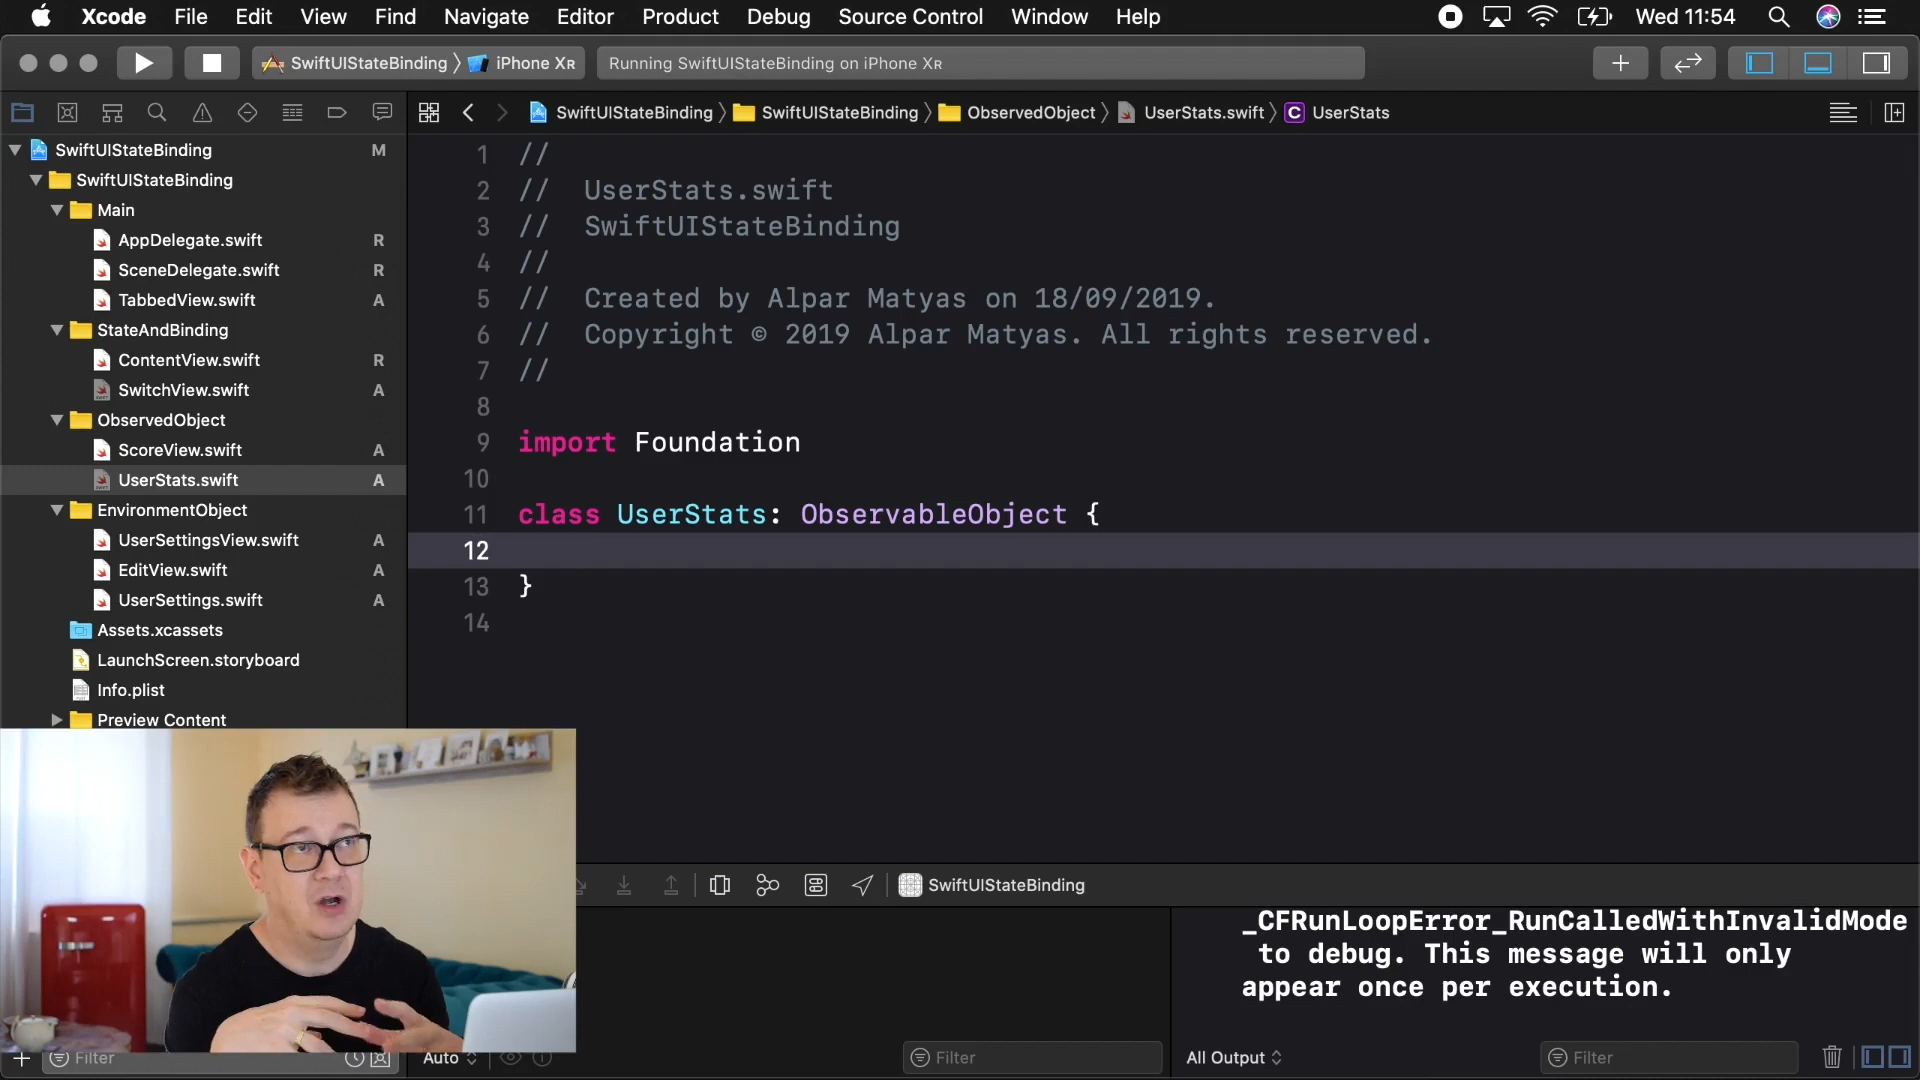 Xcode File Edit View Find Navigate Editor Product Debug Source Control Window Help Wed 11:54
SwiftUIStateBinding iPhone XR Running SwiftUIStateBinding on iPhone XR
SwiftUIStateBinding SwiftUIStateBinding ObservedObject UserStats.swift C UserStats
SwiftUIStateBinding M
SwiftUIStateBinding
Main
AppDelegate.swift R
SceneDelegate.swift R
TabbedView.swift A
StateAndBinding
ContentView.swift R
SwitchView.swift A
ObservedObject
ScoreView.swift A
UserStats.swift A
EnvironmentObject
UserSettingsView.swift A
EditView.swift A
UserSettings.swift A
Assets.xcassets
LaunchScreen.storyboard
Info.plist
Preview Content
1 //
2 // UserStats.swift
3 // SwiftUIStateBinding
4 //
5 // Created by Alpar Matyas on 18/09/2019.
6 // Copyright © 2019 Alpar Matyas. All rights reserved.
7 //
8
9 import Foundation
10
11 class UserStats: ObservableObject {
12
13 }
14
SwiftUIStateBinding
_CFRunLoopError_RunCalledWithInvalidMode
to debug. This message will only
appear once per execution.
Filter Auto Filter All Output Filter